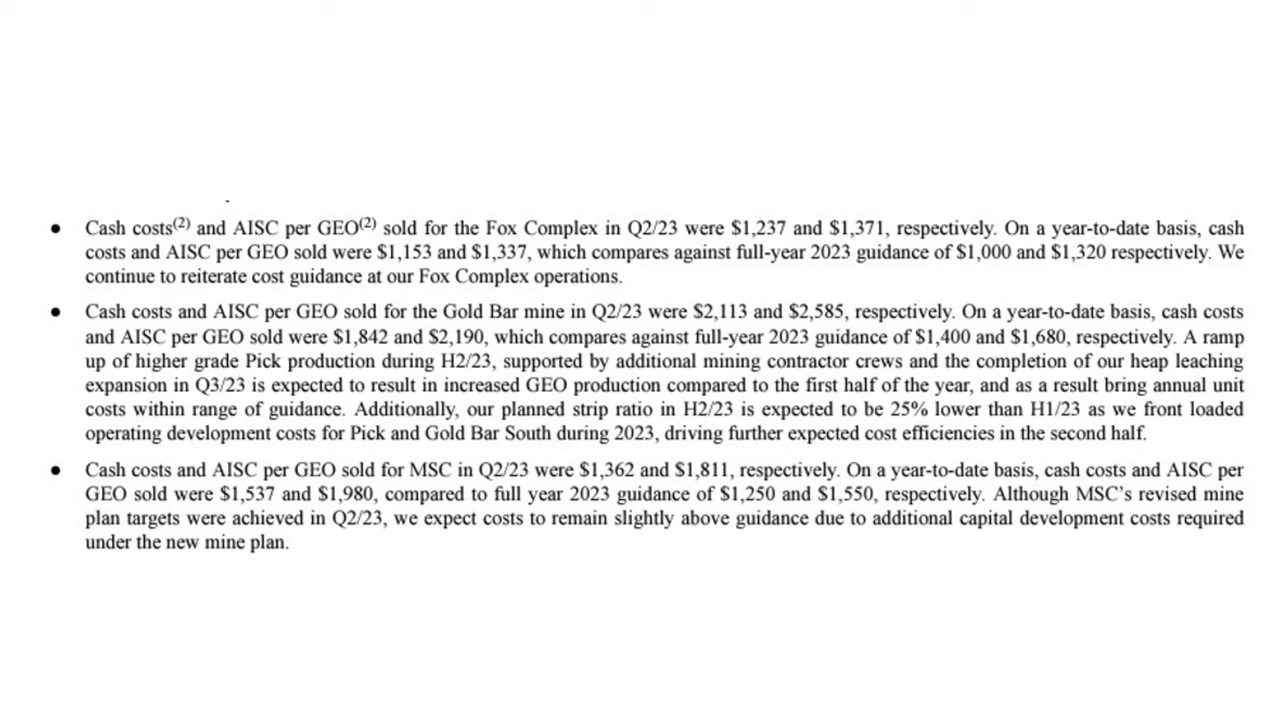 ● Cash costs(2) and AISC per GEO(2) sold for the Fox Complex in Q2/23 were $1,237 and $1,371, respectively. On a year-to-date basis, cash
costs and AISC per GEO sold were $1,153 and $1,337, which compares against full-year 2023 guidance of $1,000 and $1,320 respectively. We
continue to reiterate cost guidance at our Fox Complex operations.
● Cash costs and AISC per GEO sold for the Gold Bar mine in Q2/23 were $2,113 and $2,585, respectively. On a year-to-date basis, cash costs
and AISC per GEO sold were $1,842 and $2,190, which compares against full-year 2023 guidance of $1,400 and $1,680, respectively. A ramp
up of higher grade Pick production during H2/23, supported by additional mining contractor crews and the completion of our heap leaching
expansion in Q3/23 is expected to result in increased GEO production compared to the first half of the year, and as a result bring annual unit
costs within range of guidance. Additionally, our planned strip ratio in H2/23 is expected to be 25% lower than H1/23 as we front loaded
operating development costs for Pick and Gold Bar South during 2023, driving further expected cost efficiencies in the second half.
● Cash costs and AISC per GEO sold for MSC in Q2/23 were $1,362 and $1,811, respectively. On a year-to-date basis, cash costs and AISC per
GEO sold were $1,537 and $1,980, compared to full year 2023 guidance of $1,250 and $1,550, respectively. Although MSC's revised mine
plan targets were achieved in Q2/23, we expect costs to remain slightly above guidance due to additional capital development costs required
under the new mine plan.